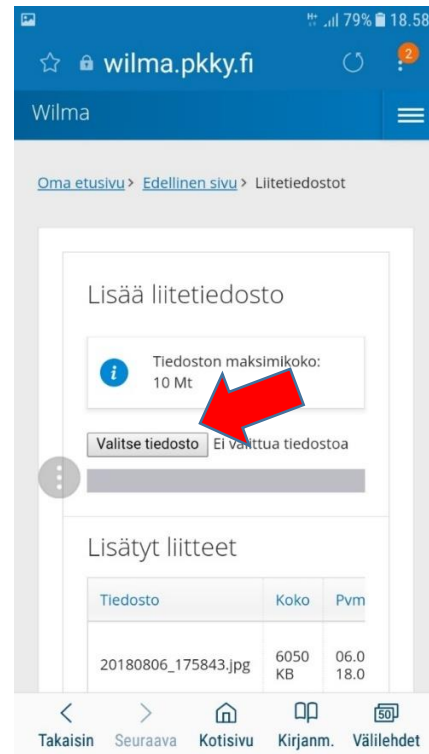 79% 18.58
wilma.pkky.fi
2
Wilma
Oma etusivu > Edellinen sivu > Liitetiedostot
Lisää liitetiedosto
i
Tiedoston maksimikoko:
10 Mt
Valitse tiedosto Ei valittua tiedostoa
Lisätyt liitteet
Tiedosto Koko Pvm
20180806_175843.jpg 6050 06.0
KB 18.0
50
Takaisin Seuraava Kotisivu Kirjanm. Välilehdet